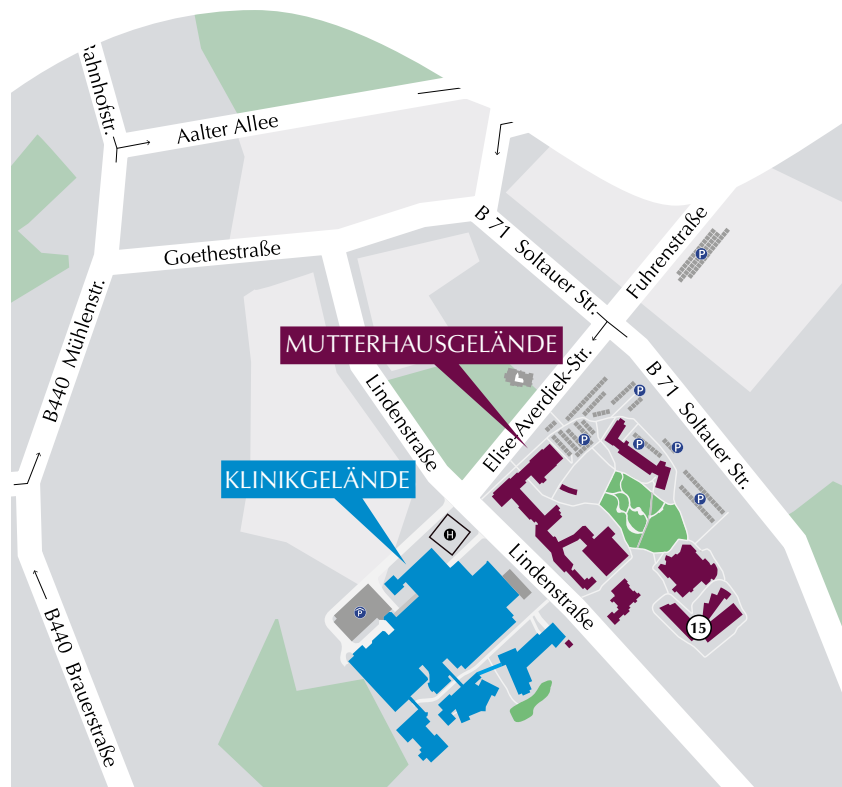 Bahnhofstr.
Aalter Allee
B 71 Soltauer Str.
Goethestraße
Fuhrenstraße
P
B440 Mühlenstr.
MUTTERHAUSGELÄNDE
Elise-Averdiek-Str.
B 71 Soltauer Str.
Lindenstraße
P
P
P
P
P
KLINIKGELÄNDE
H
Lindenstraße
P
15
B440 Brauerstraße